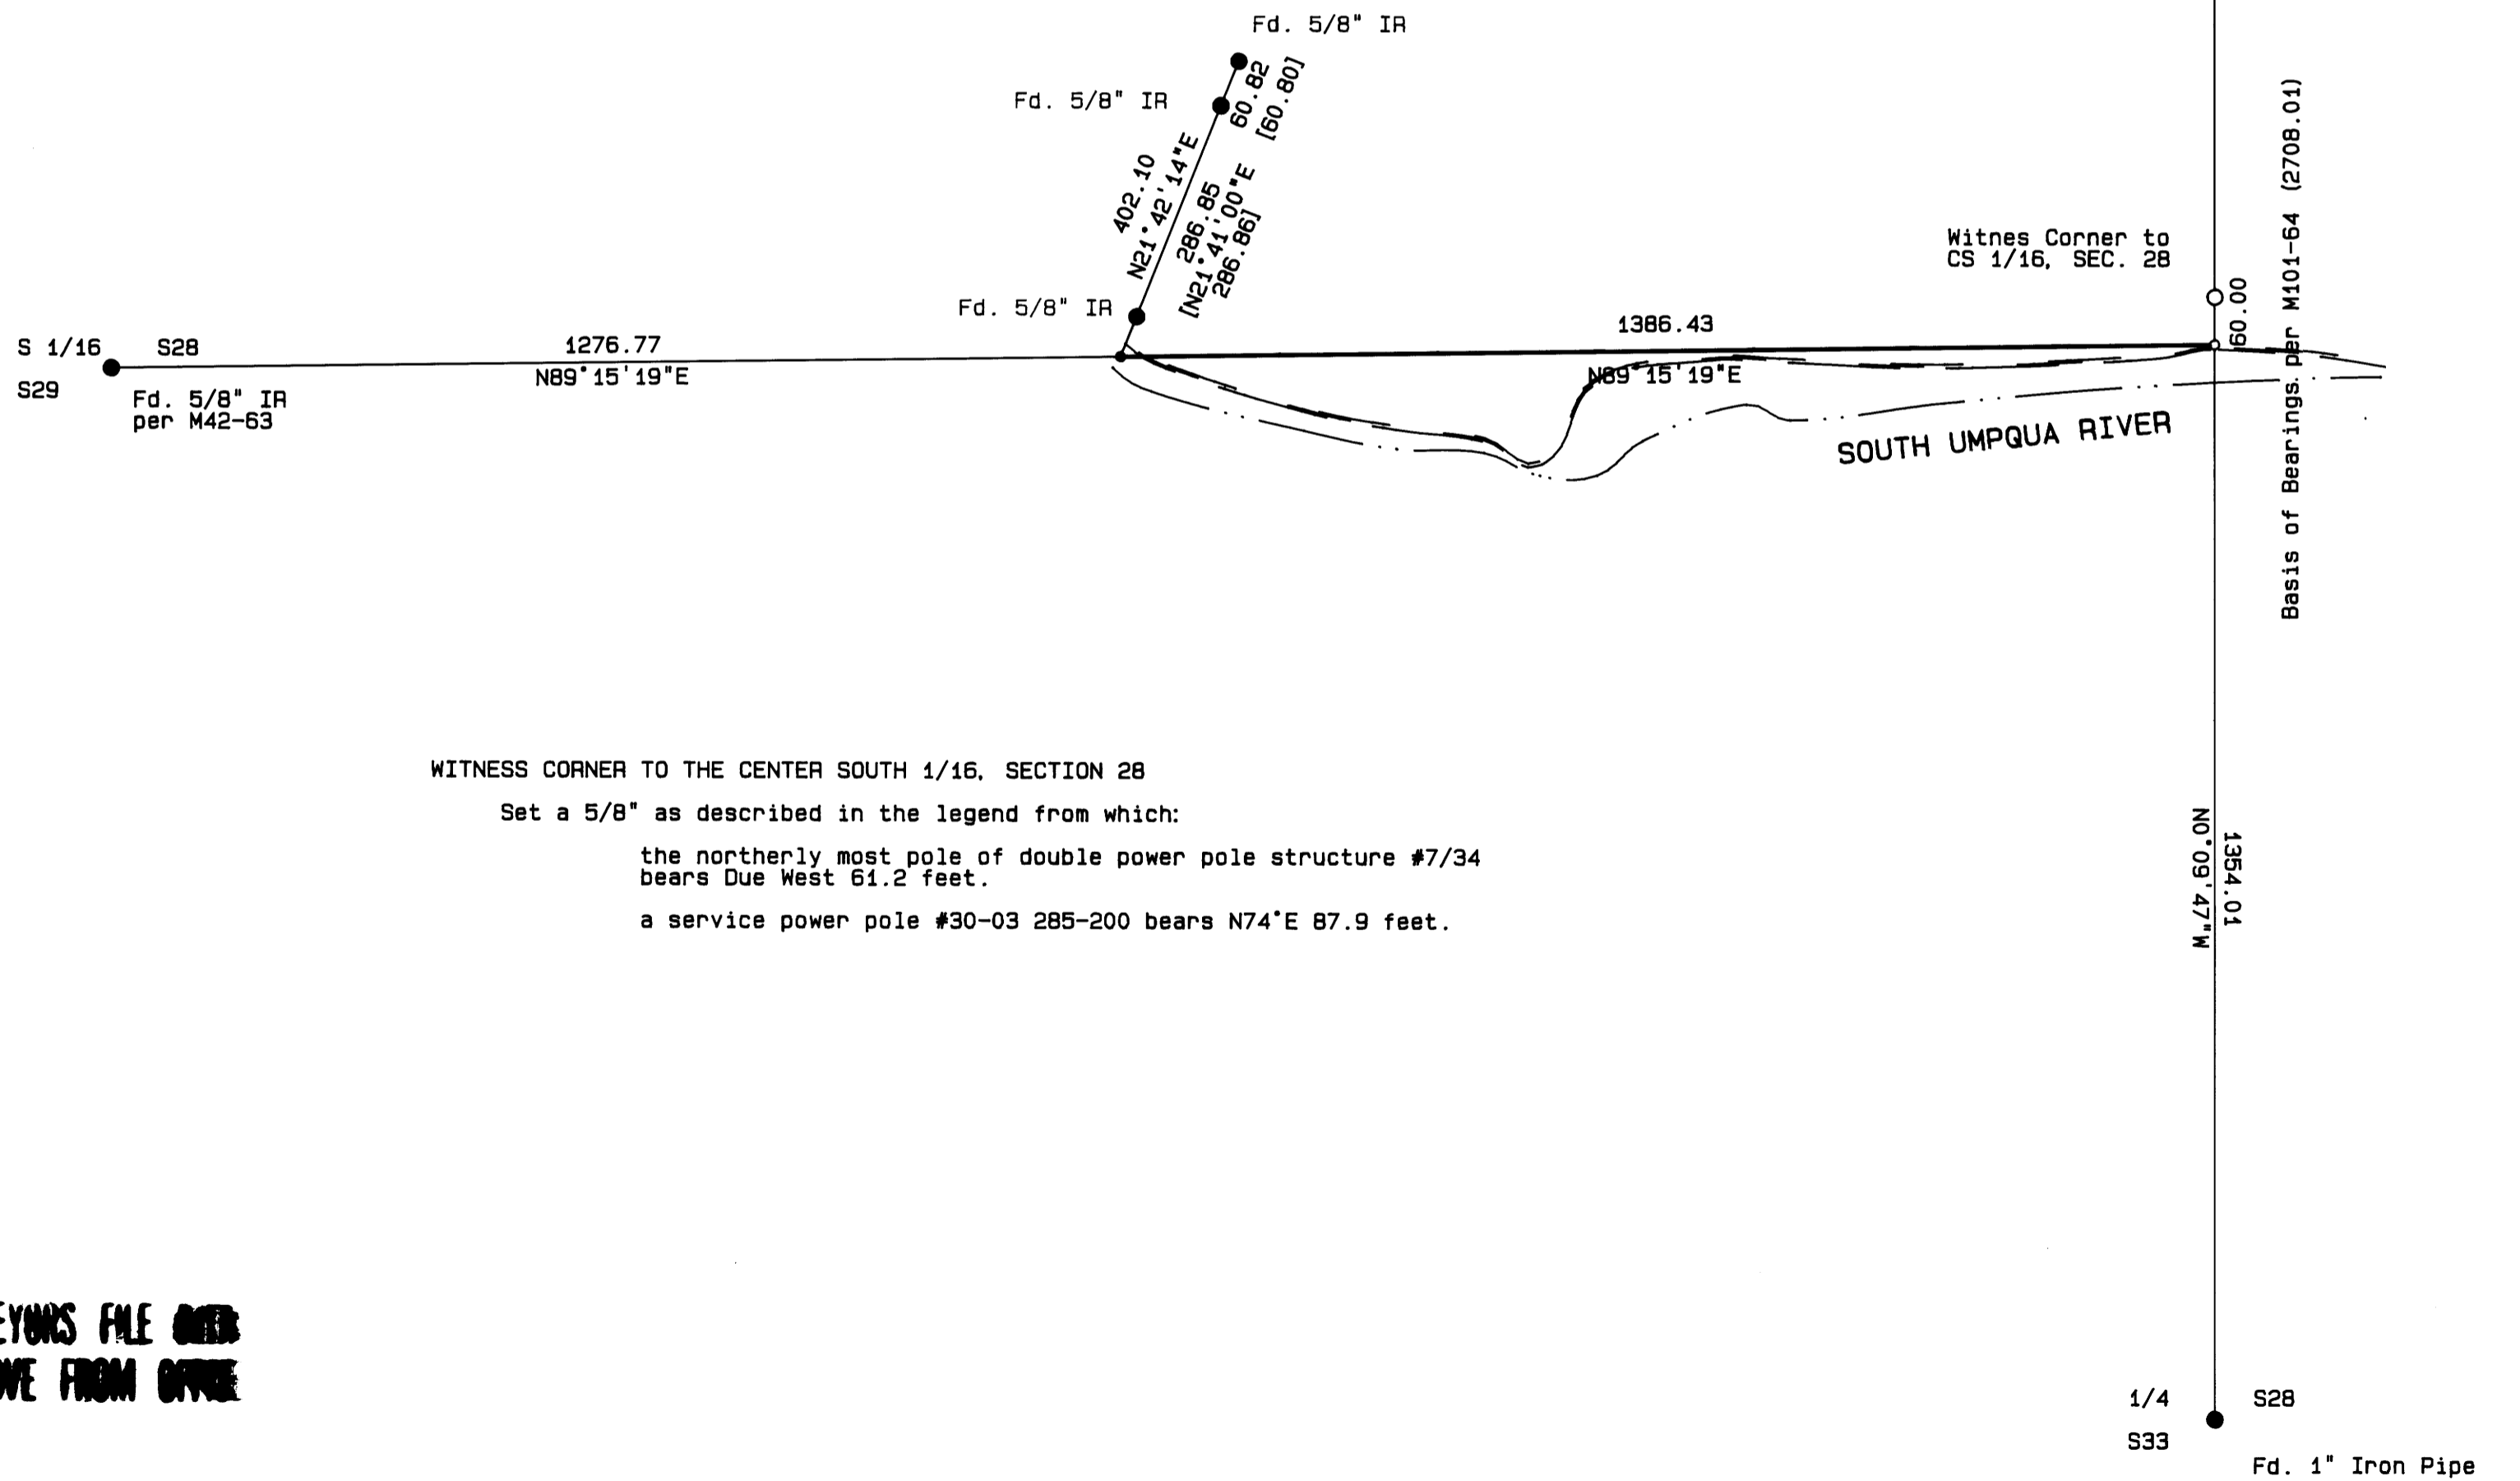 Fd. 5/8" IR
Fd. 5/8" IR
60.82
[60.80]
402.10
N21°42'14"E
286.85
[N21°41'00"E
286.86]
Fd. 5/8" IR
Witnes Corner to
CS 1/16, SEC. 28
60.00
Basis of Bearings per M101-64 (2708.01)
S 1/16
S28
S29
Fd. 5/8" IR
per M42-63
1276.77
N89°15'19"E
1386.43
N89°15'19"E
SOUTH UMPQUA RIVER
WITNESS CORNER TO THE CENTER SOUTH 1/16, SECTION 28
Set a 5/8" as described in the legend from which:
the northerly most pole of double power pole structure #7/34
bears Due West 61.2 feet.
a service power pole #30-03 285-200 bears N74°E 87.9 feet.
1354.01
N0°09'47"W
FILE
FROM
1/4
S28
S33
Fd. 1" Iron Pipe